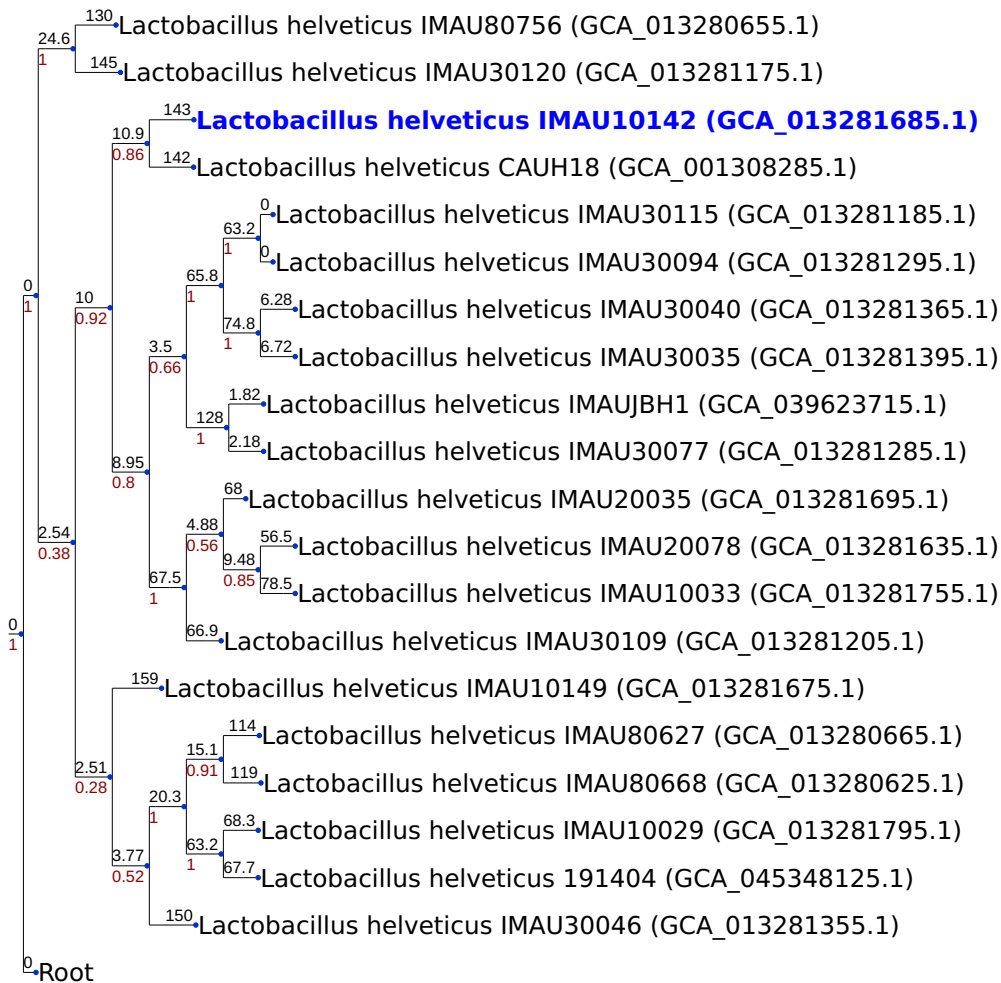 130
Lactobacillus helveticus IMAU80756 (GCA_013280655.1)
24.6
1
145
Lactobacillus helveticus IMAU30120 (GCA_013281175.1)
143
Lactobacillus helveticus IMAU10142 (GCA_013281685.1)
10.9
0.86
142
Lactobacillus helveticus CAUH18 (GCA_001308285.1)
0
Lactobacillus helveticus IMAU30115 (GCA_013281185.1)
63.2
1
0
Lactobacillus helveticus IMAU30094 (GCA_013281295.1)
65.8
1
0
1
10
0.92
6.28
Lactobacillus helveticus IMAU30040 (GCA_013281365.1)
74.8
1
6.72
Lactobacillus helveticus IMAU30035 (GCA_013281395.1)
3.5
0.66
1.82
Lactobacillus helveticus IMAUJBH1 (GCA_039623715.1)
128
1
2.18
Lactobacillus helveticus IMAU30077 (GCA_013281285.1)
8.95
0.8
68
Lactobacillus helveticus IMAU20035 (GCA_013281695.1)
4.88
0.56
2.54
0.38
56.5
Lactobacillus helveticus IMAU20078 (GCA_013281635.1)
9.48
0.85
78.5
Lactobacillus helveticus IMAU10033 (GCA_013281755.1)
67.5
1
66.9
Lactobacillus helveticus IMAU30109 (GCA_013281205.1)
0
1
159
Lactobacillus helveticus IMAU10149 (GCA_013281675.1)
114
Lactobacillus helveticus IMAU80627 (GCA_013280665.1)
15.1
0.91
2.51
0.28
119
Lactobacillus helveticus IMAU80668 (GCA_013280625.1)
20.3
1
68.3
Lactobacillus helveticus IMAU10029 (GCA_013281795.1)
63.2
1
3.77
0.52
67.7
Lactobacillus helveticus 191404 (GCA_045348125.1)
150
Lactobacillus helveticus IMAU30046 (GCA_013281355.1)
0
Root